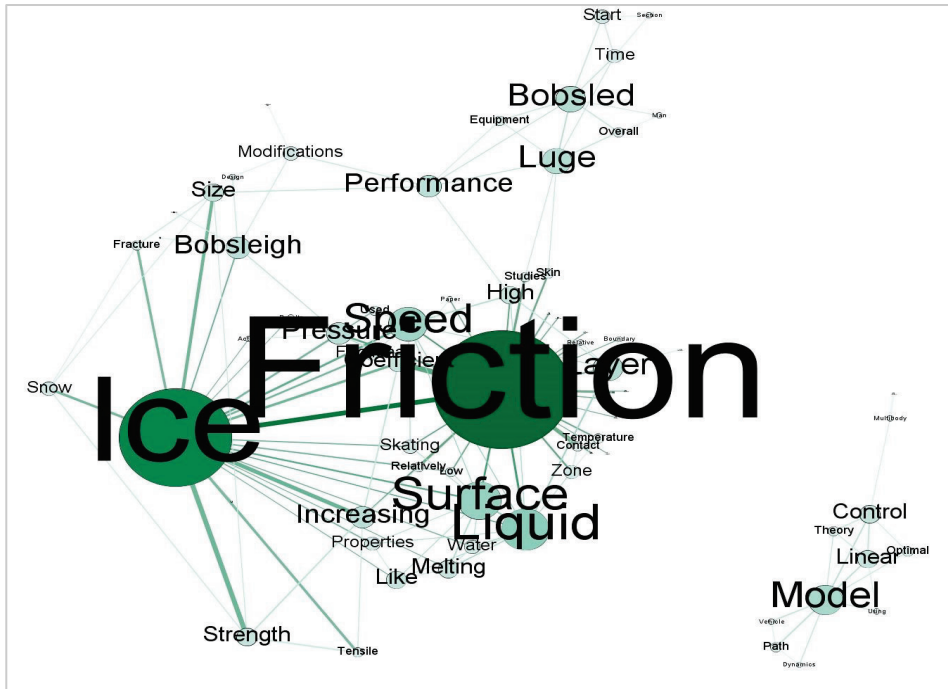 Start
Section
Time
Bobsled
Equipment
Man
Overall
Luge
Modifications
Performance
Design
Size
Bobsleigh
Fracture
Studies
Skin
High
Paper
Used
Speed
Pressure
Relative
Boundary
Friction
Coefficient
Layer
Snow
Ice
Multibody
Temperature
Contact
Skating
Relatively
Low
Zone
Surface
Increasing
Liquid
Control
Theory
Properties
Water
Optimal
Linear
Melting
Like
Model
Using
Vehicle
Strength
Path
Tensile
Dynamics